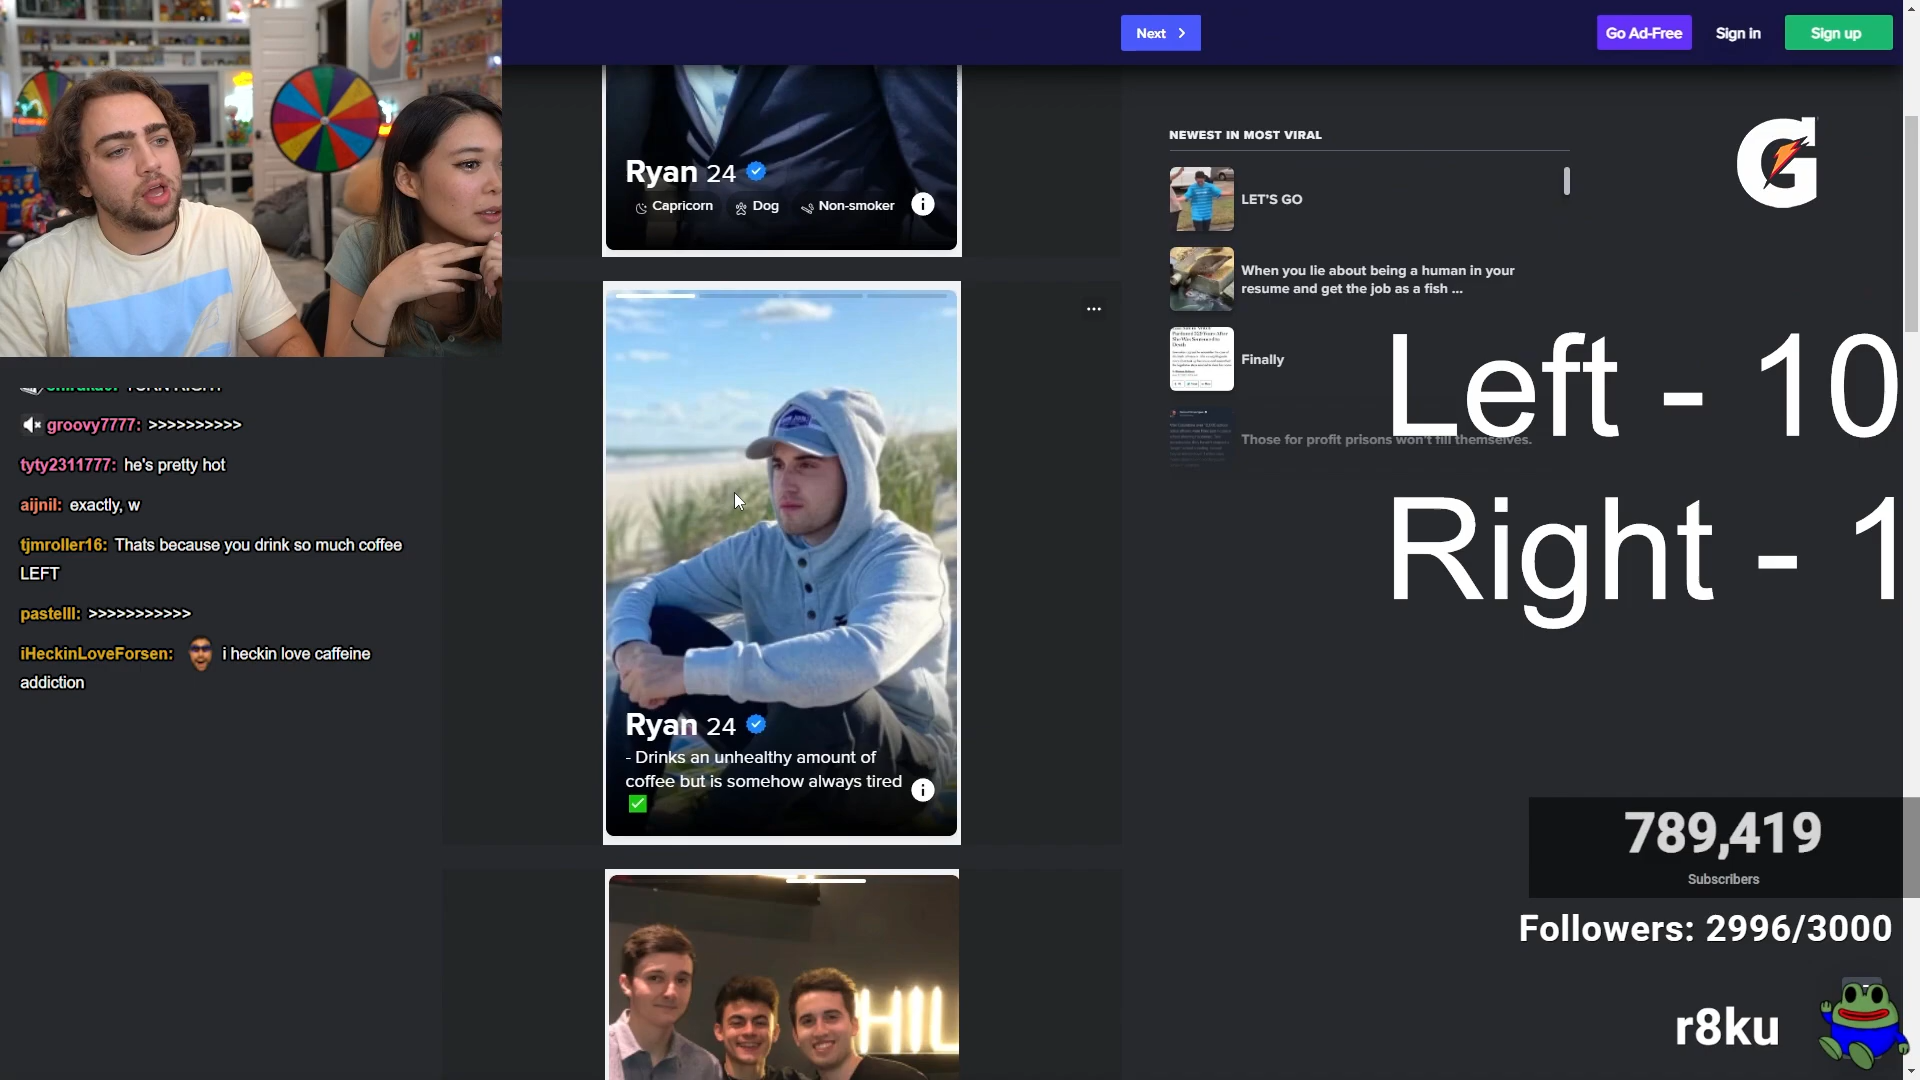 Next
Go Ad-Free
Sign in
Sign up
Ryan 24
Capricorn Dog Non-smoker
NEWEST IN MOST VIRAL
LET'S GO
When you lie about being a human in your
resume and get the job as a fish ...
Finally
Those for profit prisons won't fill themselves.
G
Left - 10
Right - 1
groovy7777: >>>>>>>>>>
tyty2311777: he's pretty hot
aijnil: exactly, w
tjmroller16: Thats because you drink so much coffee
LEFT
pastelll: >>>>>>>>>>>
iHeckinLoveForsen: i heckin love caffeine
addiction
Ryan 24
- Drinks an unhealthy amount of
coffee but is somehow always tired
HIL
789,419
Subscribers
Followers: 2996/3000
r8ku